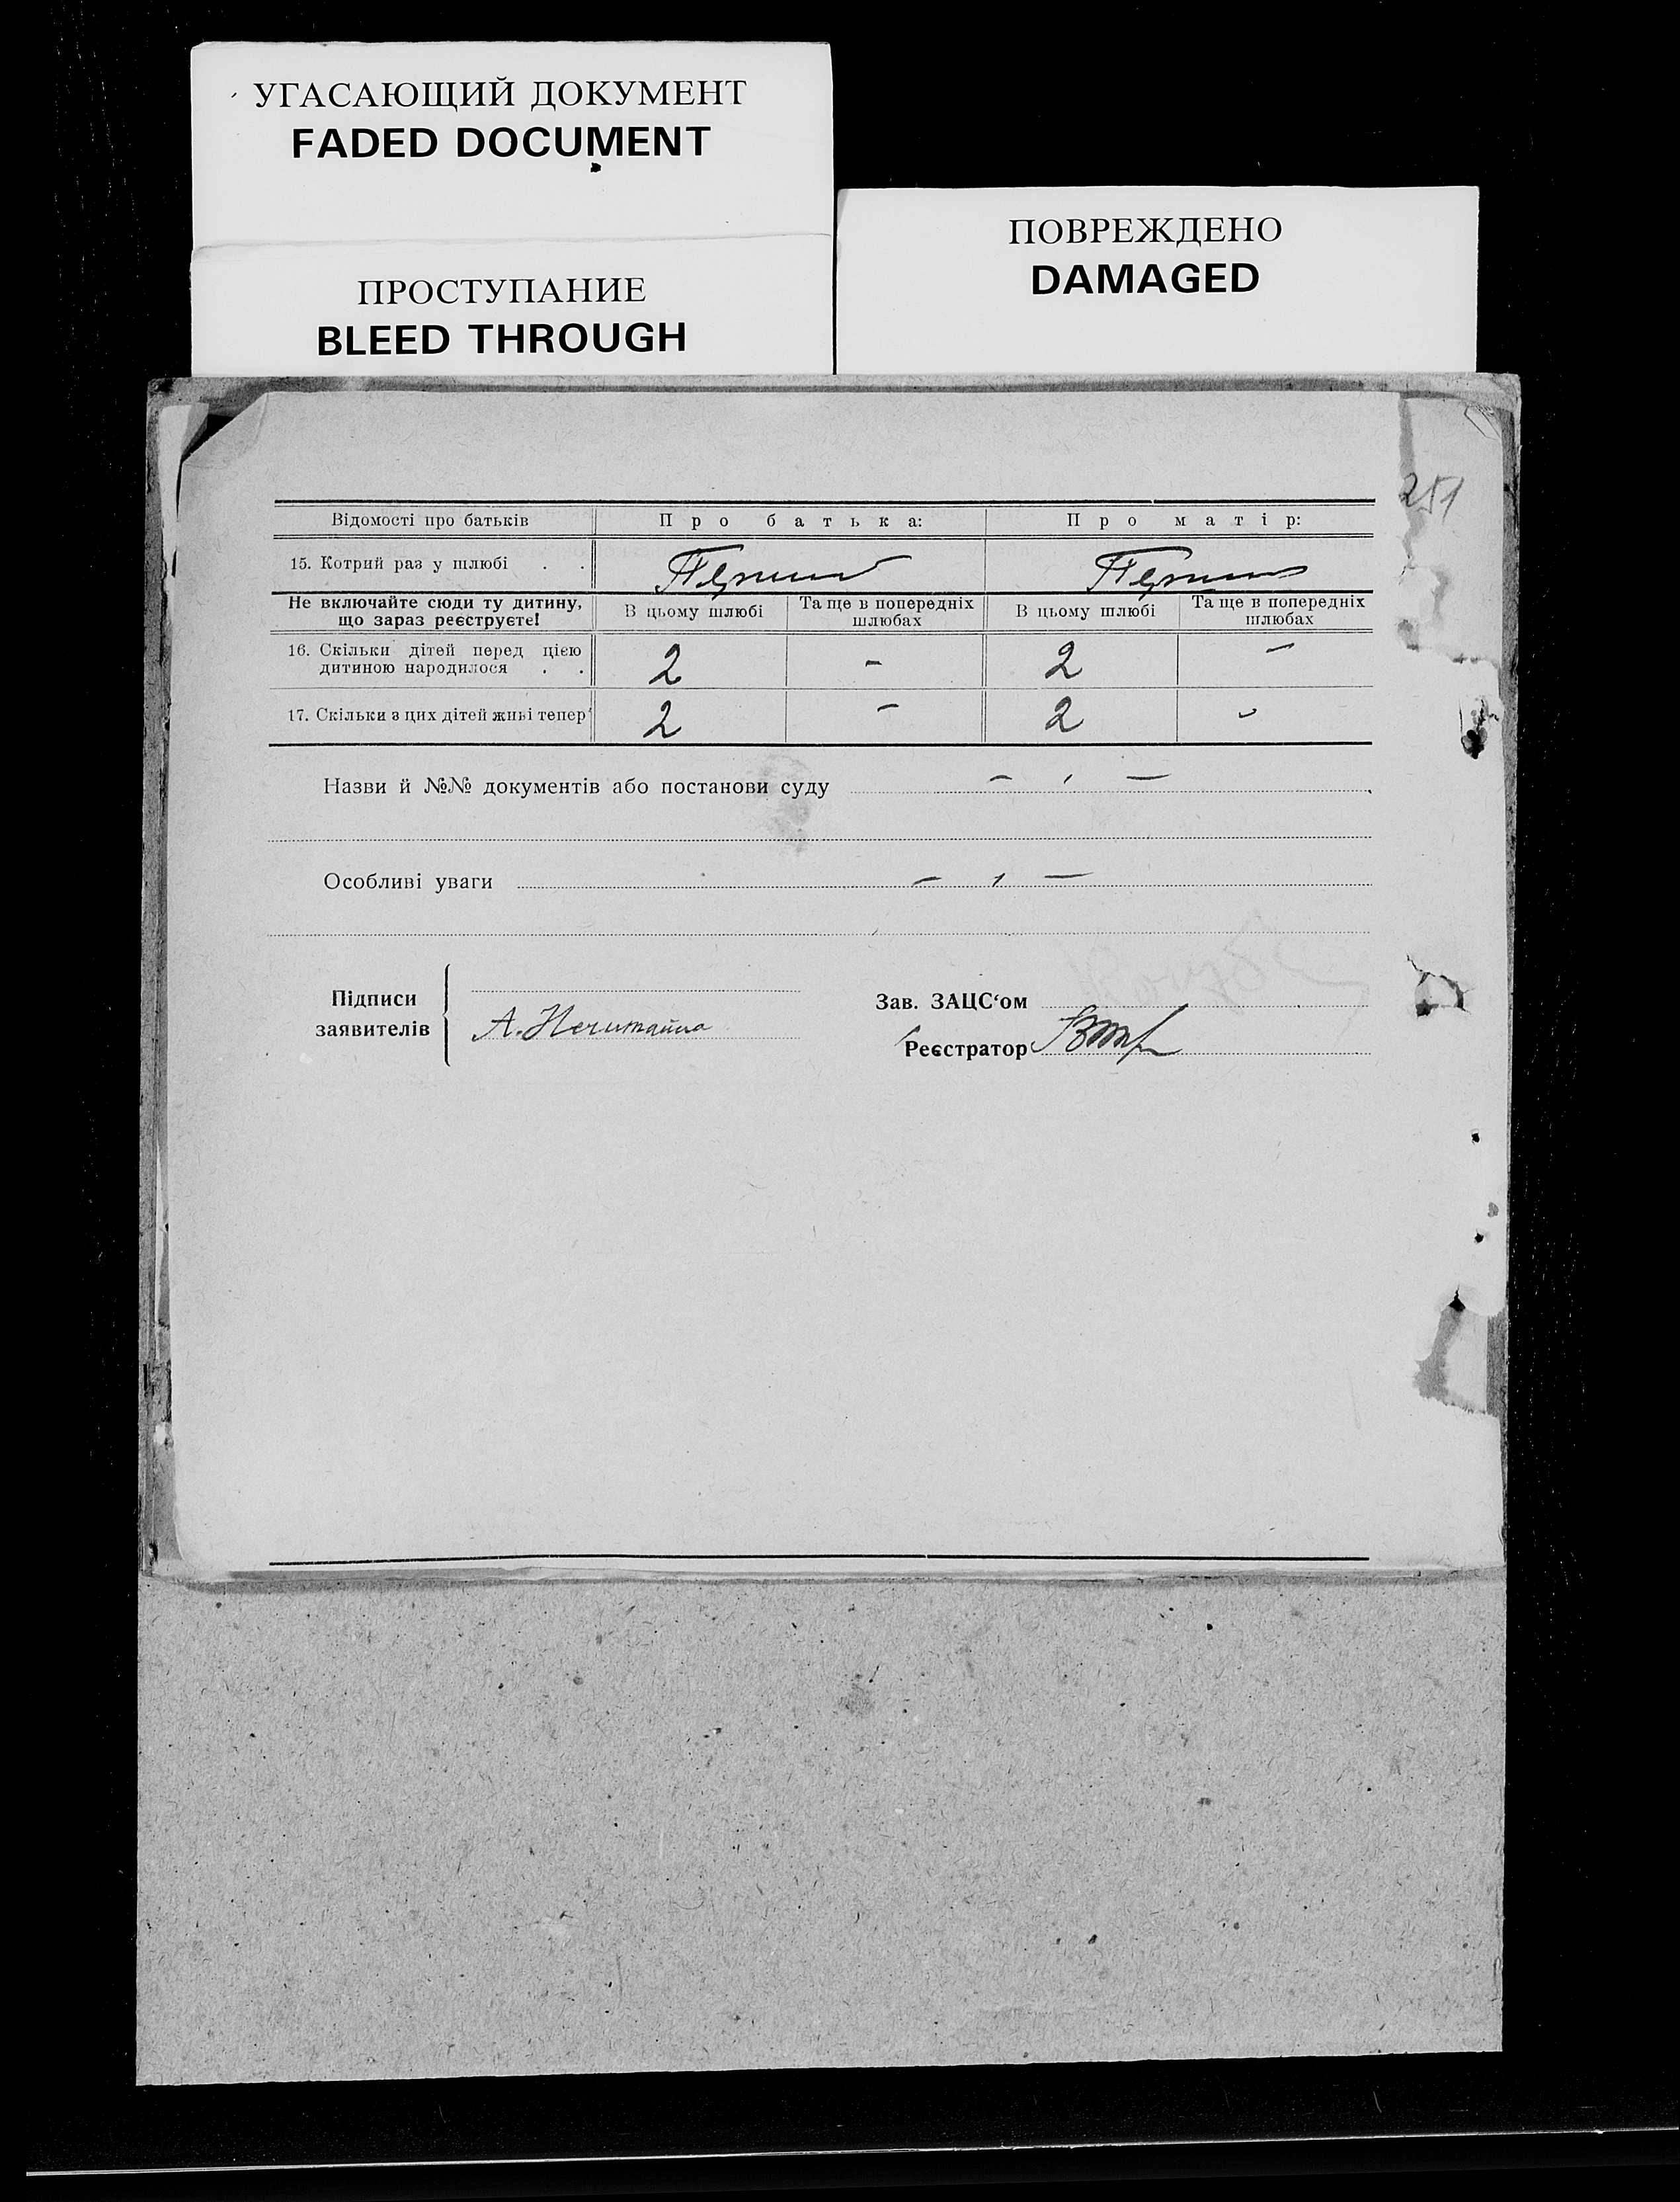 УГАСАЮЩИЙ ДОКУМЕНТ
FADED DOCUMENT
ПРОСТУПАНИЕ
BLEED THROUGH
ПОВРЕЖДЕНО
DAMAGED
251
Відомості про батьків Про батька: Про матір:
15. Котрий раз у шлюбі . . Перший Перший
Не включайте сюди ту дитину, що зараз реєструєте! В цьому шлюбі Та ще в попередніх шлюбах В цьому шлюбі Та ще в попередніх шлюбах
16. Скільки дітей перед цією
дитиною народилося . . 2 - 2 -
17. Скільки з цих дітей живі тепер 2 - 2 -
Назви й №№ документів або постанови суду - , -
Особливі уваги - , -
Підписи
заявителів
А.
Зав. ЗАЦС'ом
Реєстратор